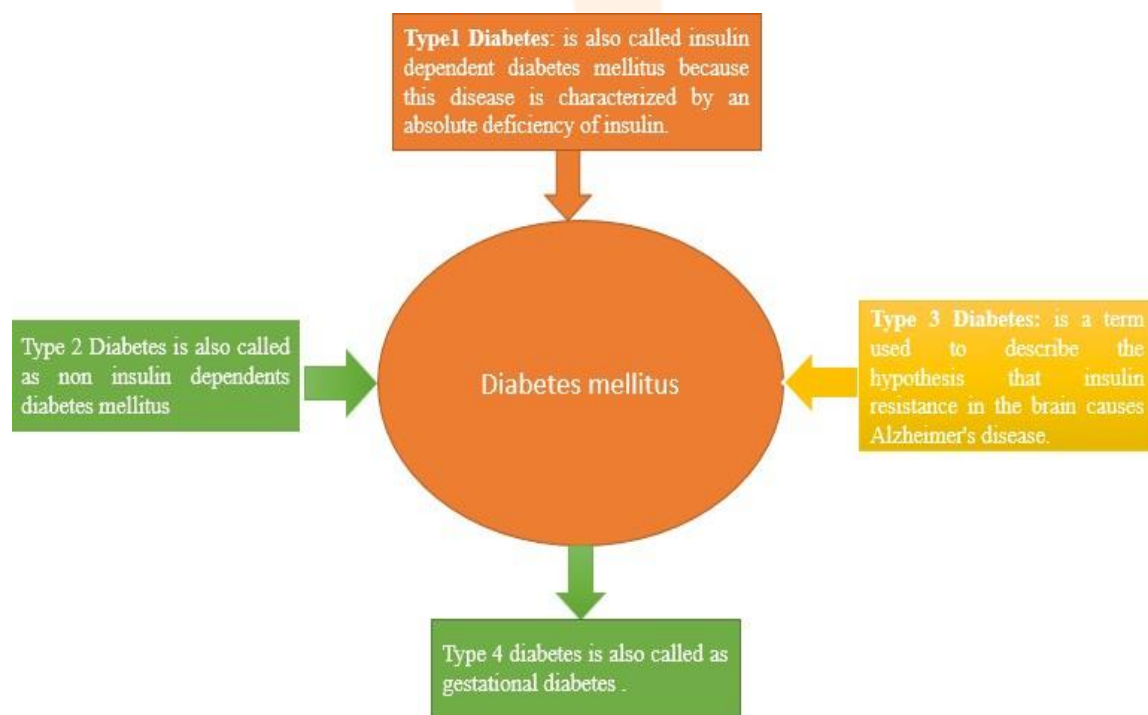 Type1 Diabetes: is also called insulin
dependent diabetes mellitus because
this disease is characterized by an
absolute deficiency of insulin.
Type 2 Diabetes is also called
as non insulin dependents
diabetes mellitus
Diabetes mellitus
Type 3 Diabetes: is a term
used to describe the
hypothesis that insulin
resistance in the brain causes
Alzheimer's disease.
Type 4 diabetes is also called as
gestational diabetes .